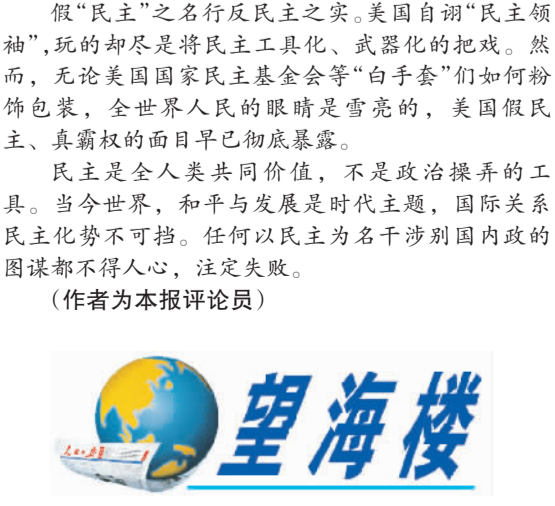 假“民主”之名行反民主之实。美国自诩“民主领
袖”,玩的却尽是将民主工具化、武器化的把戏。然
而，无论美国国家民主基金会等“白手套”们如何粉
饰包装，全世界人民的眼睛是雪亮的，美国假民
主、真霸权的面目早已彻底暴露。
民主是全人类共同价值，不是政治操弄的工
具。当今世界，和平与发展是时代主题，国际关系
民主化势不可挡。任何以民主为名干涉别国内政的
图谋都不得人心，注定失败。
（作者为本报评论员）
望海楼